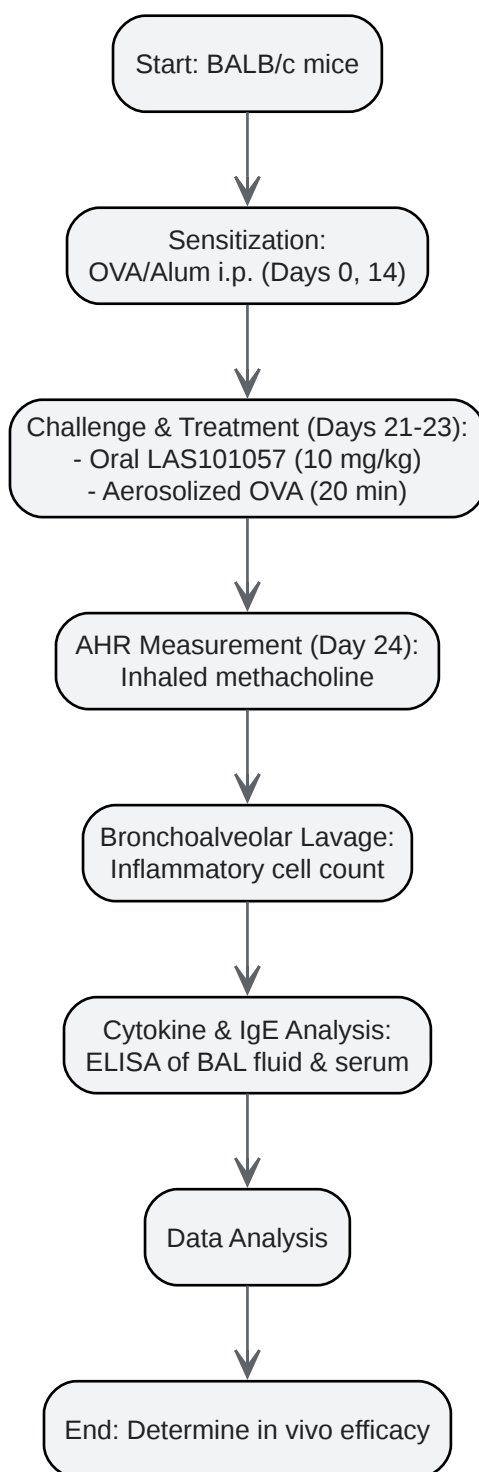 Start: BALB/c mice
Sensitization:
OVA/Alum i.p. (Days 0, 14)
Challenge & Treatment (Days 21-23):
- Oral LAS101057 (10 mg/kg)
- Aerosolized OVA (20 min)
AHR Measurement (Day 24):
Inhaled methacholine
Bronchoalveolar Lavage:
Inflammatory cell count
Cytokine & IgE Analysis:
ELISA of BAL fluid & serum
Data Analysis
End: Determine in vivo efficacy